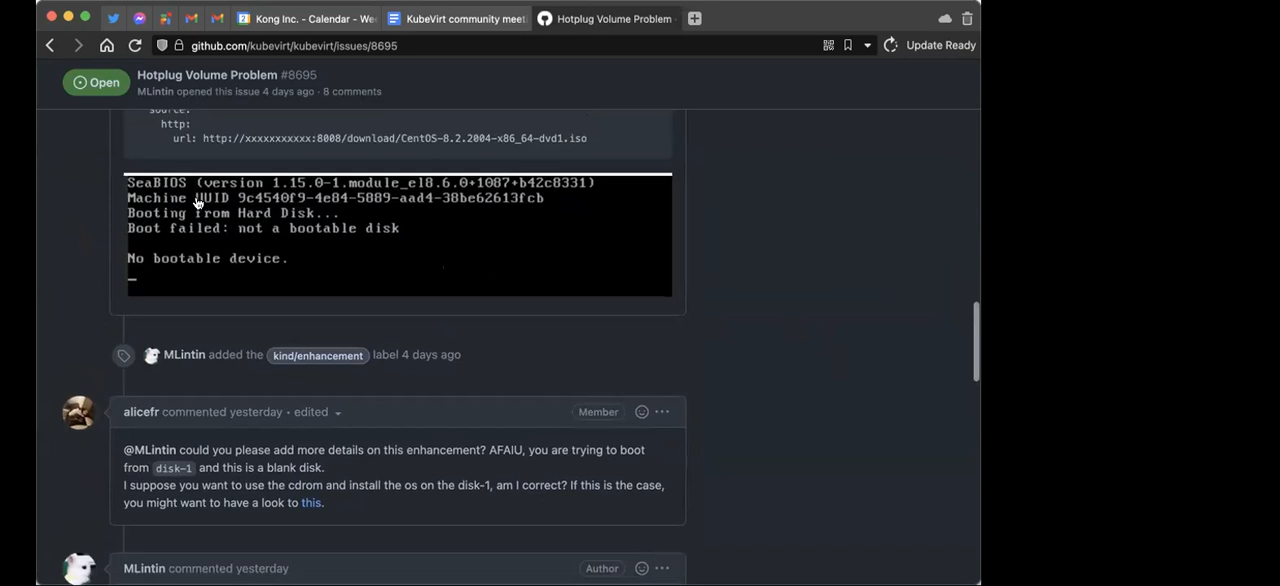 Kong Inc. - Calendar - We
KubeVirt community meet
Hotplug Volume Problem
github.com/kubevirt/kubevirt/issues/8695
Update Ready
Open
Hotplug Volume Problem #8695
MLintin opened this issue 4 days ago · 8 comments
source:
http:
url: http://xxxxxxxxxxx:8008/download/CentOS-8.2.2004-x86_64-dvd1.iso
SeaBIOS (version 1.15.0-1.module_el8.6.0+1087+b42c8331)
Machine UUID 9c4540f9-4e84-5889-aad4-38be62613fcb
Booting from Hard Disk...
Boot failed: not a bootable disk
No bootable device.
MLintin added the kind/enhancement label 4 days ago
alicefr commented yesterday • edited
Member
@MLintin could you please add more details on this enhancement? AFAIU, you are trying to boot
from disk-1 and this is a blank disk.
I suppose you want to use the cdrom and install the os on the disk-1, am I correct? If this is the case,
you might want to have a look to this.
MLintin commented yesterday
Author